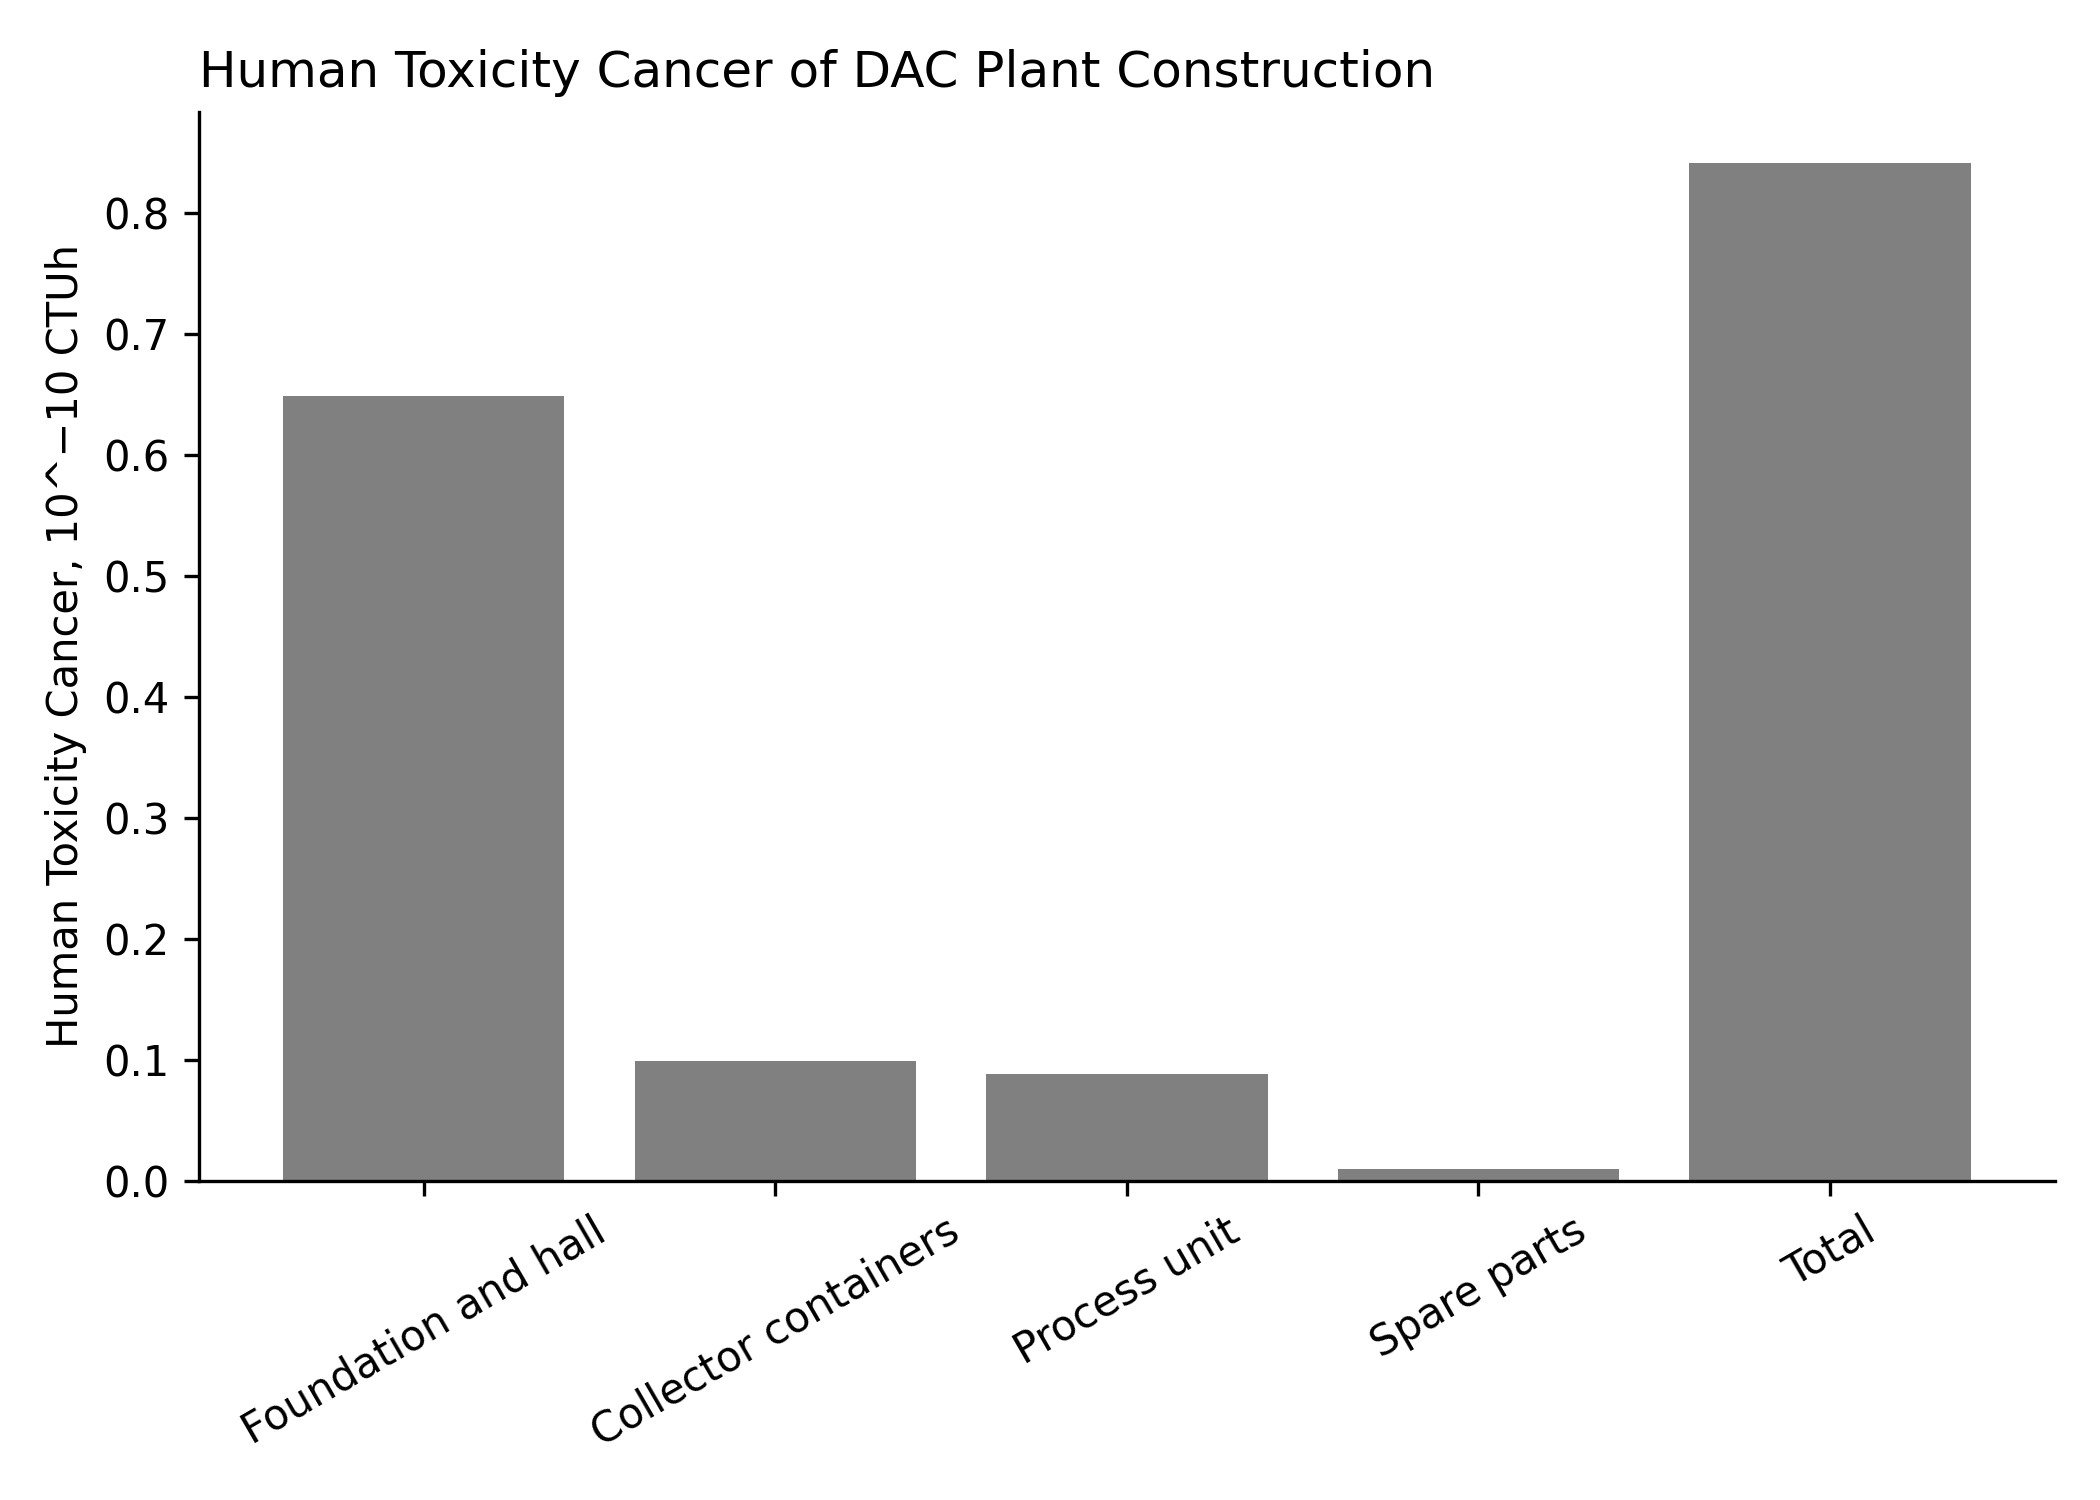 Human Toxicity Cancer of DAC Plant Construction
Human Toxicity Cancer, 10^−10 CTUh
0.8
0.7
0.6
0.5
0.4
0.3
0.2
0.1
0.0
Foundation and hall
Collector containers
Process unit
Spare parts
Total